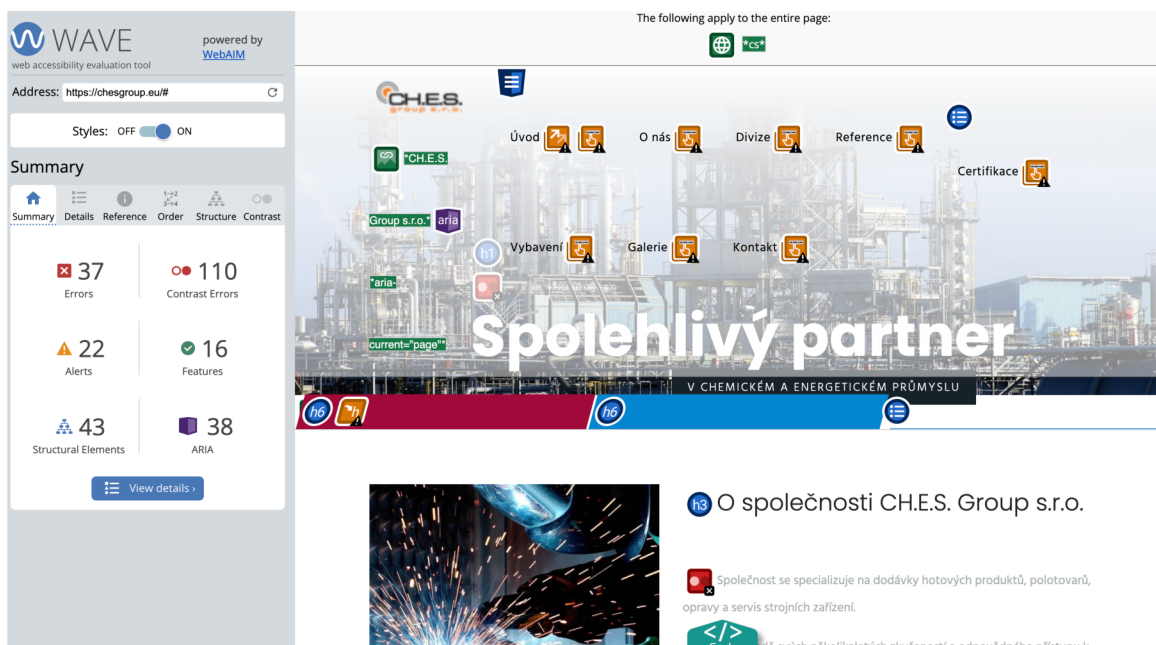 WAVE
powered by
WebAIM
web accessibility evaluation tool
Address: https://chesgroup.eu/#
Styles: OFF ON
Summary
Summary Details Reference Order Structure Contrast
37
Errors
110
Contrast Errors
22
Alerts
16
Features
43
Structural Elements
38
ARIA
View details ›
The following apply to the entire page:
*cs*
CH.E.S.
group s.r.o.
Úvod O nás Divize Reference
*CH.E.S.
Certifikace
Group s.r.o.* aria
h1 Vybavení Galerie Kontakt
*aria-
current="page"*
Spolehlivý partner
V CHEMICKÉM A ENERGETICKÉM PRŮMYSLU
h6 h h6
h3 O společnosti CH.E.S. Group s.r.o.
Společnost se specializuje na dodávky hotových produktů, polotovarů,
opravy a servis strojních zařízení.
</>